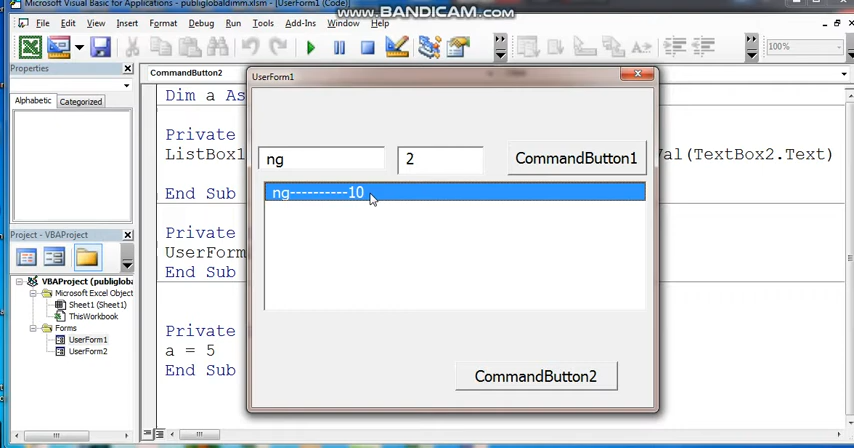 Microsoft Visual Basic for Applications - publiglobaldimm.xlsm - [UserForm1 (Code)]
www.BANDICAM.com
File Edit View Insert Format Debug Run Tools Add-Ins Window Help
100%
Properties
Alphabetic Categorized
CommandButton2
Dim a As
Private
ListBox1
Val(TextBox2.Text)
End Sub
Private
UserForm
End Sub
Private
a = 5
End Sub
UserForm1
ng
2
CommandButton1
ng----------10
CommandButton2
Project - VBAProject
VBAProject (publiglobal
Microsoft Excel Object
Sheet1 (Sheet1)
ThisWorkbook
Forms
UserForm1
UserForm2